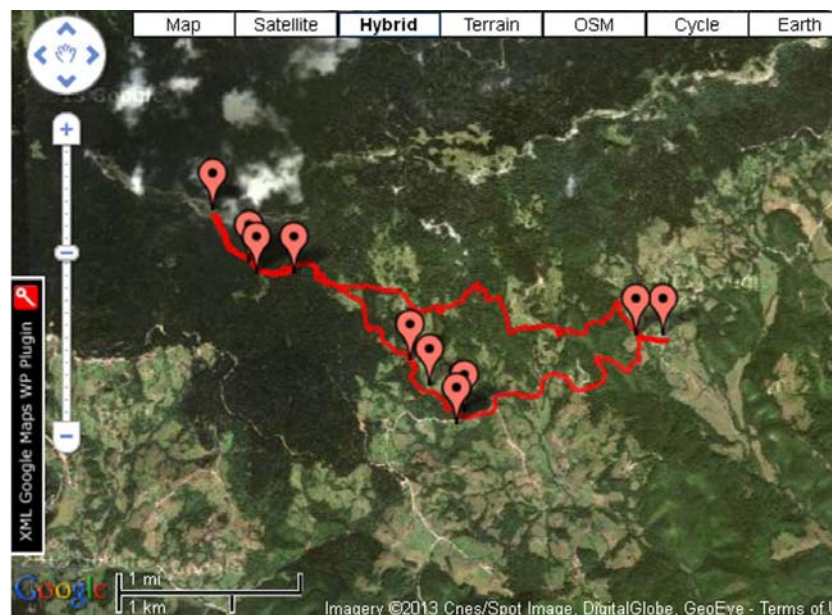 Map Satellite Hybrid Terrain OSM Cycle Earth
XML Google Maps WP Plugin
Google
1 mi
1 km
Imagery ©2013 Cnes/Spot Image, DigitalGlobe, GeoEye - Terms of